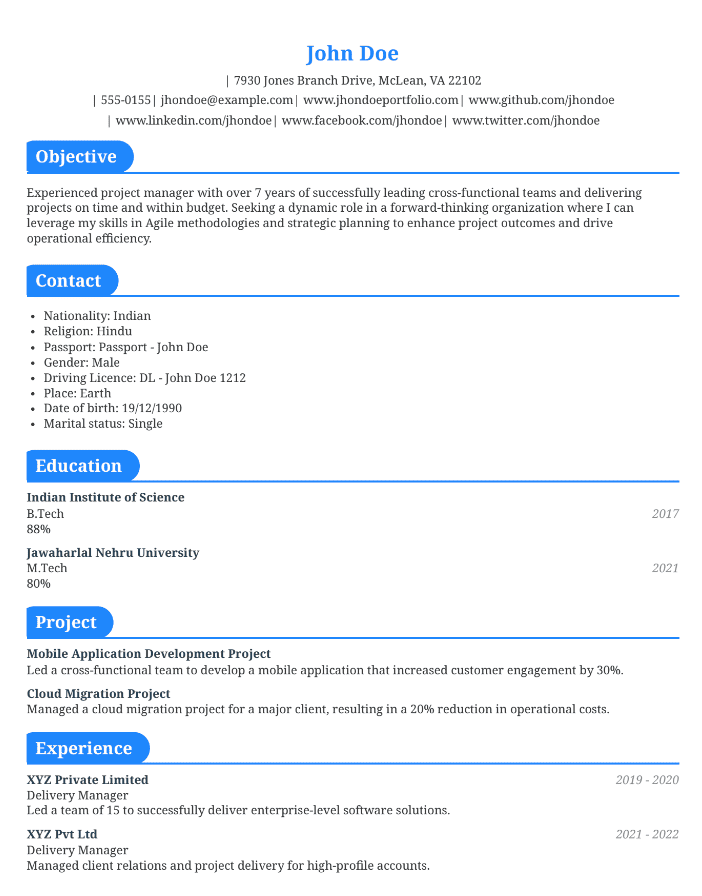 John Doe
| 7930 Jones Branch Drive, McLean, VA 22102
| 555-0155| jhondoe@example.com| www.jhondoeportfolio.com| www.github.com/jhondoe
| www.linkedin.com/jhondoe| www.facebook.com/jhondoe| www.twitter.com/jhondoe
Objective
Experienced project manager with over 7 years of successfully leading cross-functional teams and delivering
projects on time and within budget. Seeking a dynamic role in a forward-thinking organization where I can
leverage my skills in Agile methodologies and strategic planning to enhance project outcomes and drive
operational efficiency.
Contact
• Nationality: Indian
• Religion: Hindu
• Passport: Passport - John Doe
• Gender: Male
• Driving Licence: DL - John Doe 1212
• Place: Earth
• Date of birth: 19/12/1990
• Marital status: Single
Education
Indian Institute of Science
B.Tech 2017
88%
Jawaharlal Nehru University
M.Tech 2021
80%
Project
Mobile Application Development Project
Led a cross-functional team to develop a mobile application that increased customer engagement by 30%.
Cloud Migration Project
Managed a cloud migration project for a major client, resulting in a 20% reduction in operational costs.
Experience
XYZ Private Limited 2019 - 2020
Delivery Manager
Led a team of 15 to successfully deliver enterprise-level software solutions.
XYZ Pvt Ltd 2021 - 2022
Delivery Manager
Managed client relations and project delivery for high-profile accounts.